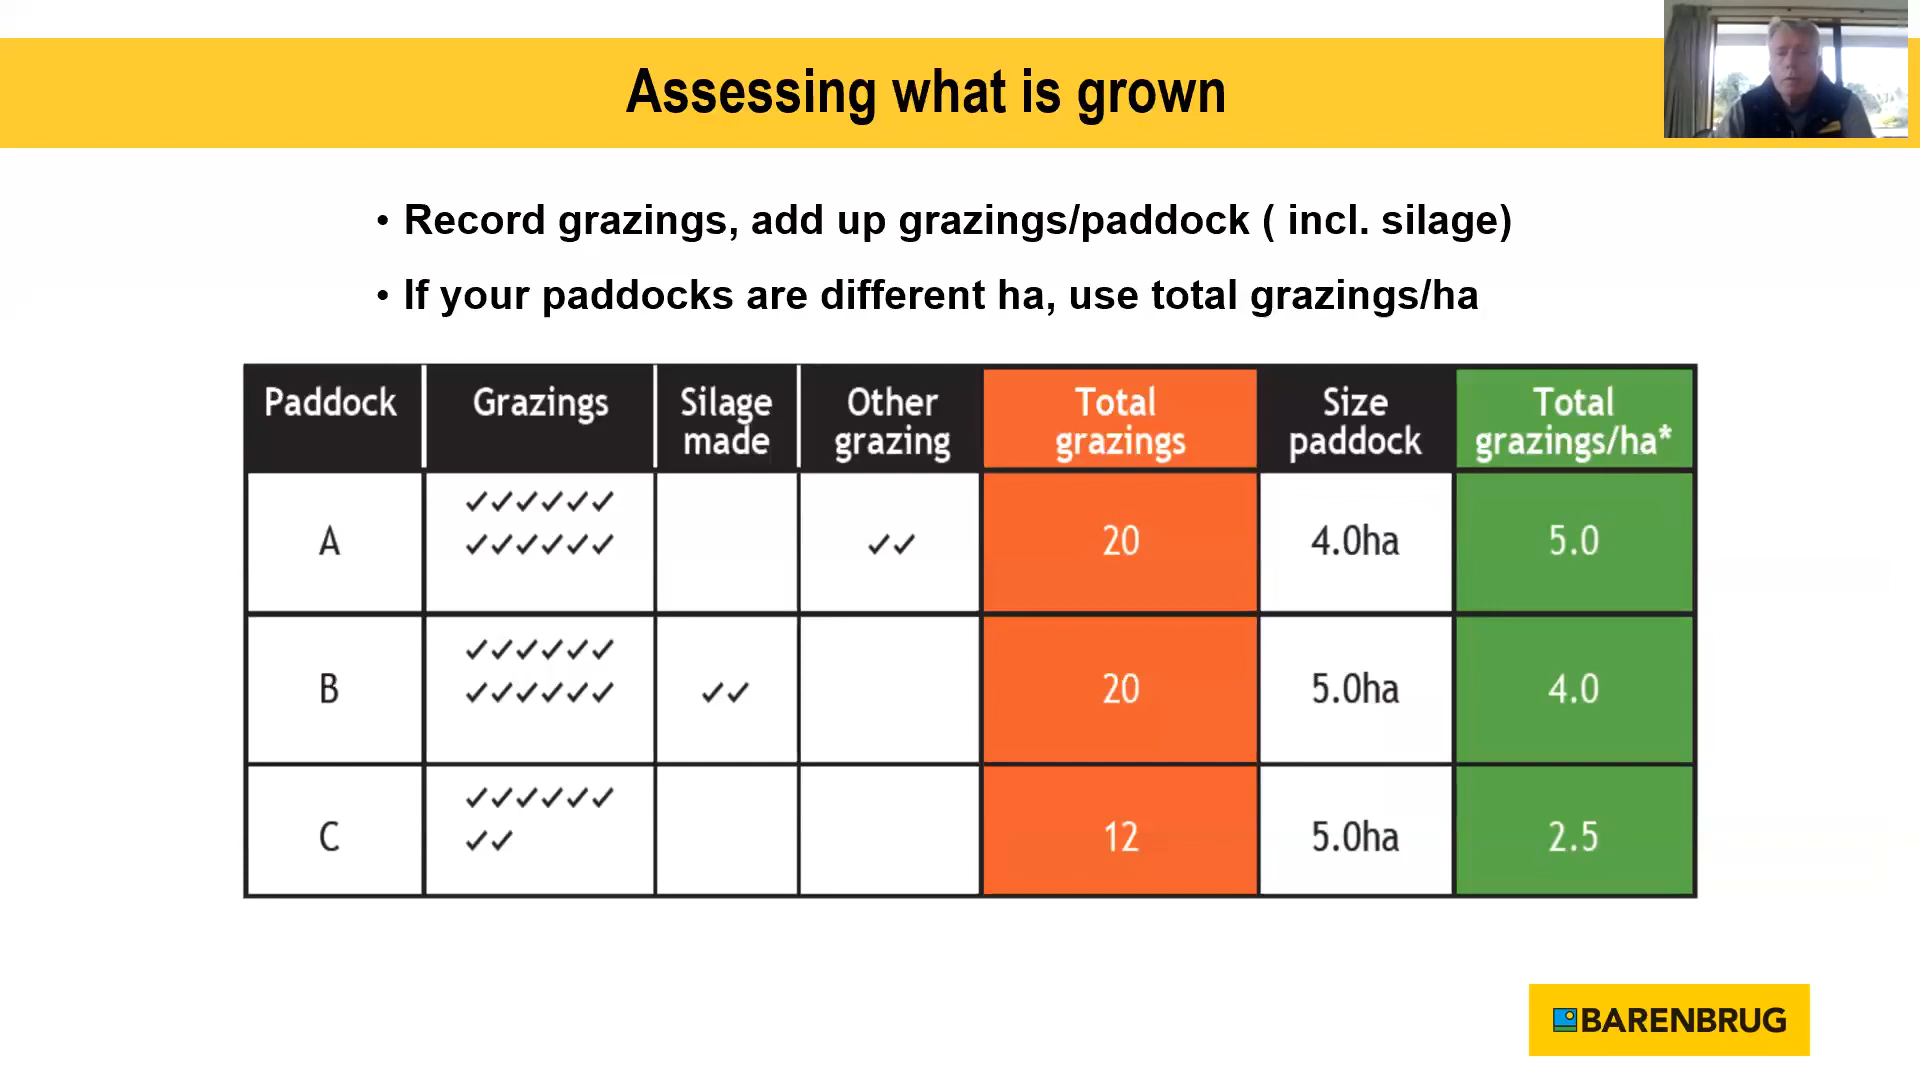 Assessing what is grown
• Record grazings, add up grazings/paddock ( incl. silage)
• If your paddocks are different ha, use total grazings/ha
Paddock Grazings Silage made Other grazing Total grazings Size paddock Total grazings/ha*
A ✓✓✓✓✓✓ ✓✓✓✓✓✓ ✓✓ 20 4.0ha 5.0
B ✓✓✓✓✓✓ ✓✓✓✓✓✓ ✓✓ 20 5.0ha 4.0
C ✓✓✓✓✓✓ ✓✓ 12 5.0ha 2.5
BARENBRUG